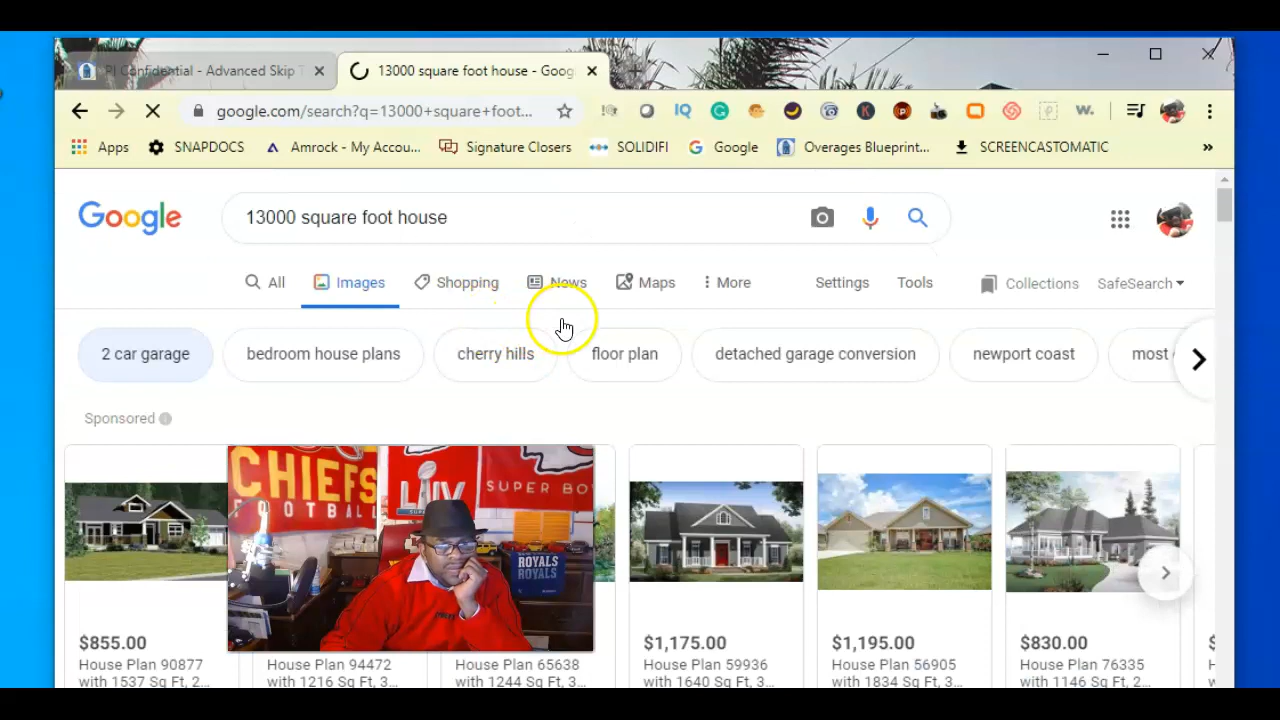 PI Confidential - Advanced Skip T
13000 square foot house - Goog
google.com/search?q=13000+square+foot...
Apps
SNAPDOCS
Amrock - My Accou...
Signature Closers
SOLIDIFI
Google
Overages Blueprint...
SCREENCASTOMATIC
Google
13000 square foot house
All
Images
Shopping
News
Maps
More
Settings
Tools
Collections
SafeSearch
2 car garage
bedroom house plans
cherry hills
floor plan
detached garage conversion
newport coast
most
Sponsored
CHIEFS
FOOTBALL
LIV
SUPER BO
ROYALS
ROYALS
$855.00
House Plan 90877
with 1537 Sq Ft, 2...
House Plan 94472
with 1216 Sq Ft, 3...
House Plan 65638
with 1244 Sq Ft, 3...
$1,175.00
House Plan 59936
with 1640 Sq Ft, 3...
$1,195.00
House Plan 56905
with 1834 Sq Ft, 3...
$830.00
House Plan 76335
with 1146 Sq Ft, 2...